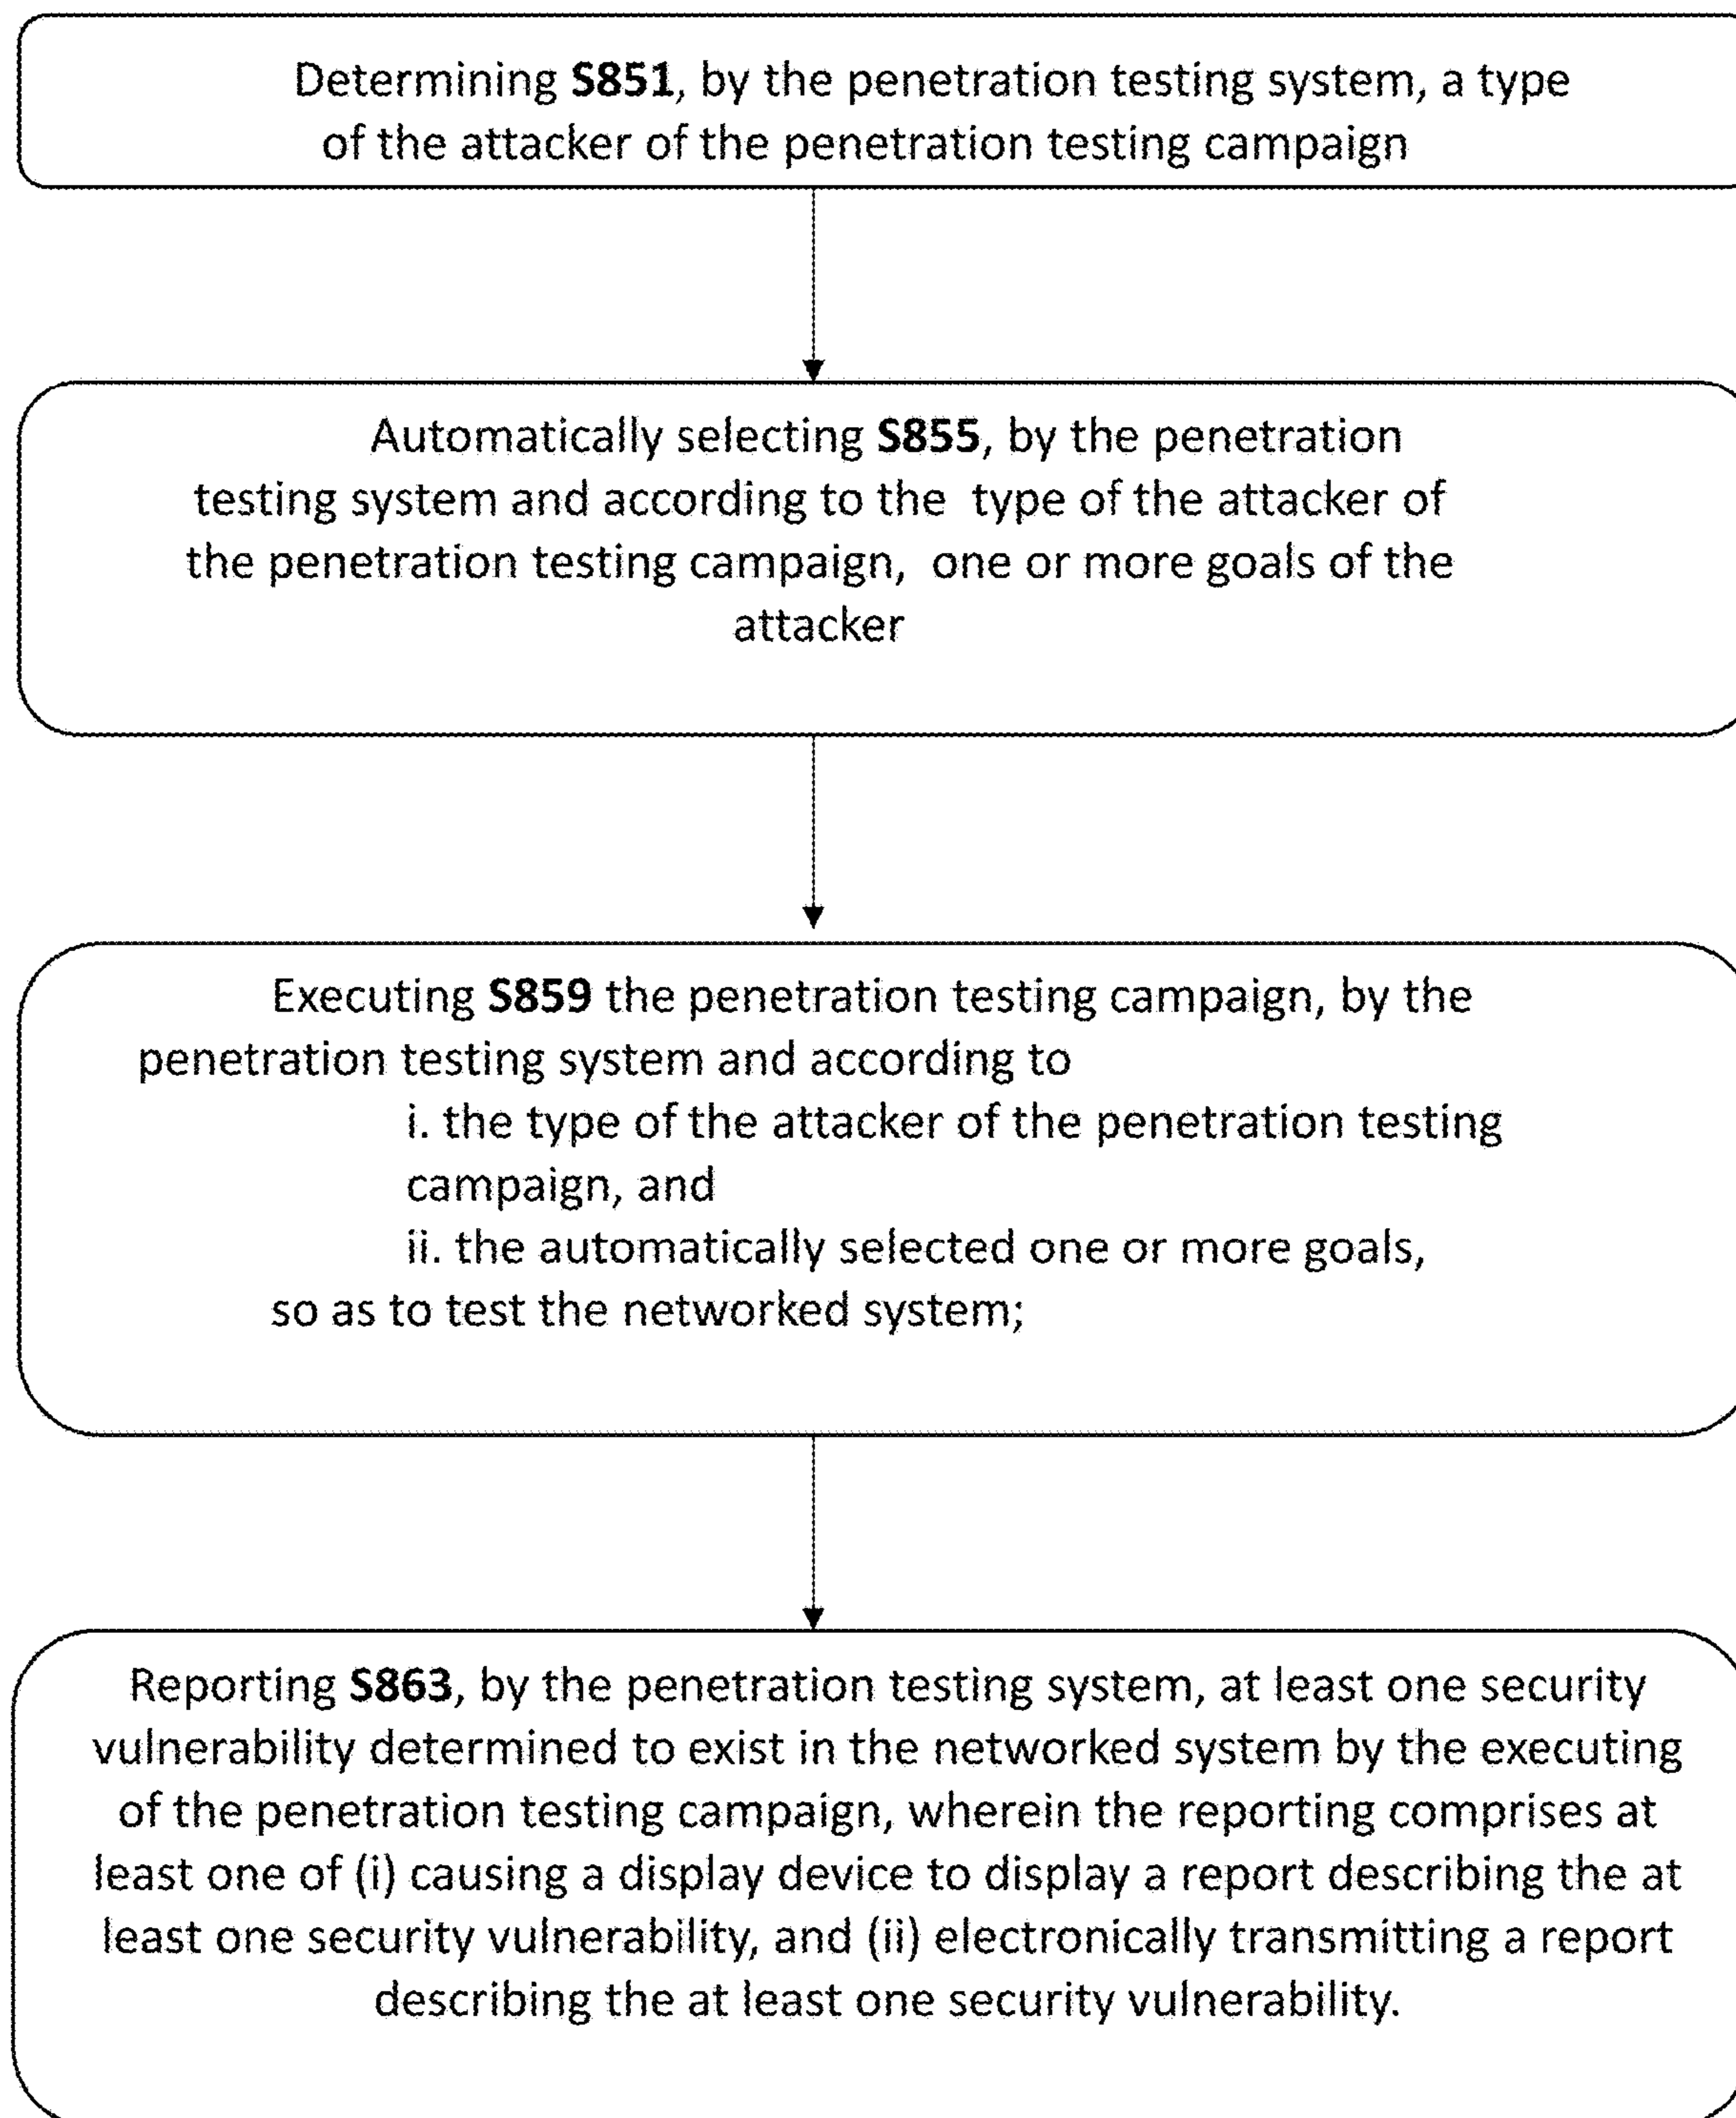 Determining S851, by the penetration testing system, a type
of the attacker of the penetration testing campaign
Automatically selecting S855, by the penetration
testing system and according to the type of the attacker of
the penetration testing campaign, one or more goals of the
attacker
Executing S859 the penetration testing campaign, by the
penetration testing system and according to
i. the type of the attacker of the penetration testing
campaign, and
ii. the automatically selected one or more goals,
so as to test the networked system;
Reporting S863, by the penetration testing system, at least one security
vulnerability determined to exist in the networked system by the executing
of the penetration testing campaign, wherein the reporting comprises at
least one of (i) causing a display device to display a report describing the at
least one security vulnerability, and (ii) electronically transmitting a report
describing the at least one security vulnerability.